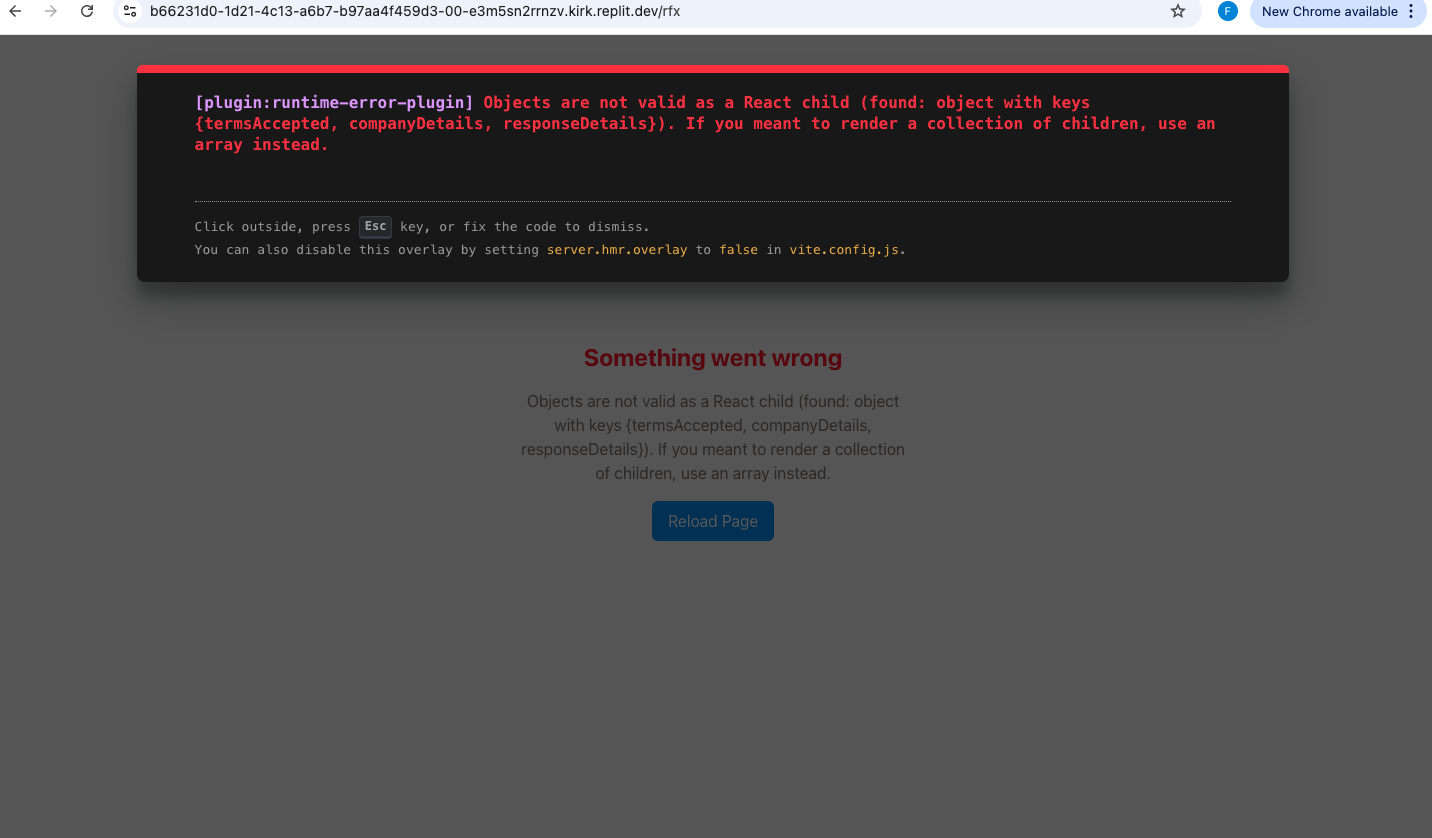 b66231d0-1d21-4c13-a6b7-b97aa4f459d3-00-e3m5sn2rrnzv.kirk.replit.dev/rfx
F
New Chrome available
[plugin:runtime-error-plugin] Objects are not valid as a React child (found: object with keys
{termsAccepted, companyDetails, responseDetails}). If you meant to render a collection of children, use an
array instead.
Click outside, press Esc key, or fix the code to dismiss.
You can also disable this overlay by setting server.hmr.overlay to false in vite.config.js.
Something went wrong
Objects are not valid as a React child (found: object
with keys {termsAccepted, companyDetails,
responseDetails}). If you meant to render a collection
of children, use an array instead.
Reload Page